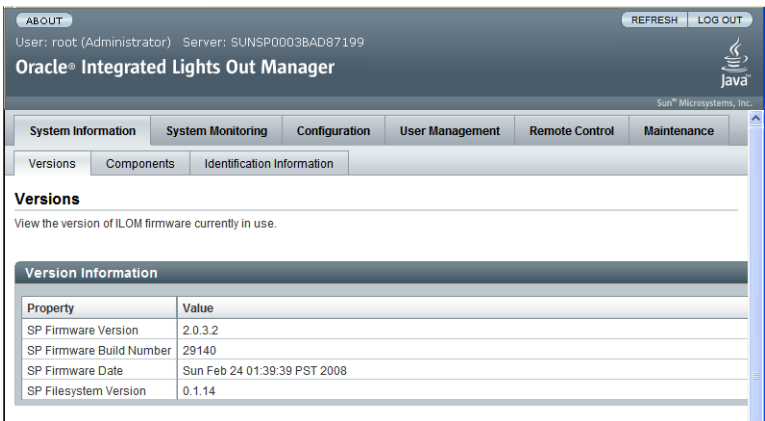 ABOUT REFRESH LOG OUT
User: root (Administrator) Server: SUNSP0003BAD87199
Oracle® Integrated Lights Out Manager
Java™
Sun™ Microsystems, Inc.
System Information System Monitoring Configuration User Management Remote Control Maintenance
Versions Components Identification Information
Versions
View the version of ILOM firmware currently in use.
Version Information
Property Value
SP Firmware Version 2.0.3.2
SP Firmware Build Number 29140
SP Firmware Date Sun Feb 24 01:39:39 PST 2008
SP Filesystem Version 0.1.14